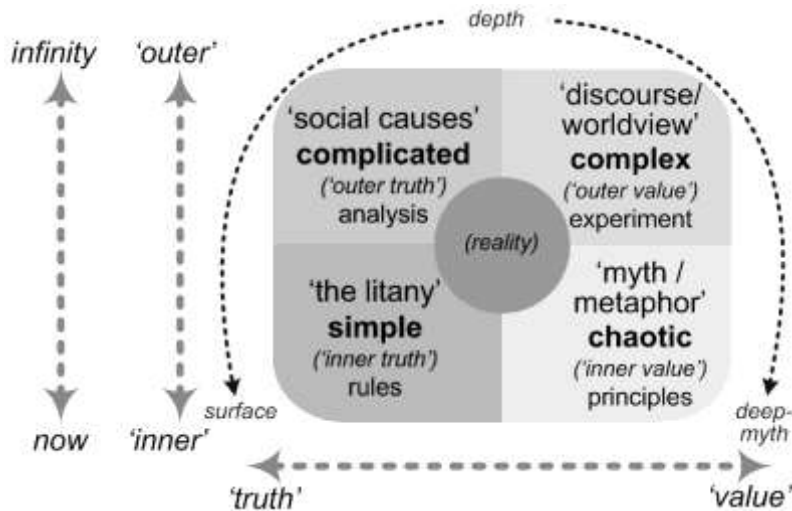 depth
infinity
‘outer’
‘social causes’
complicated
(‘outer truth’)
analysis
‘discourse/
worldview’
complex
(‘outer value’)
experiment
(reality)
‘the litany’
simple
(‘inner truth’)
rules
‘myth /
metaphor’
chaotic
(‘inner value’)
principles
surface
deep-
myth
now
‘inner’
‘truth’
‘value’